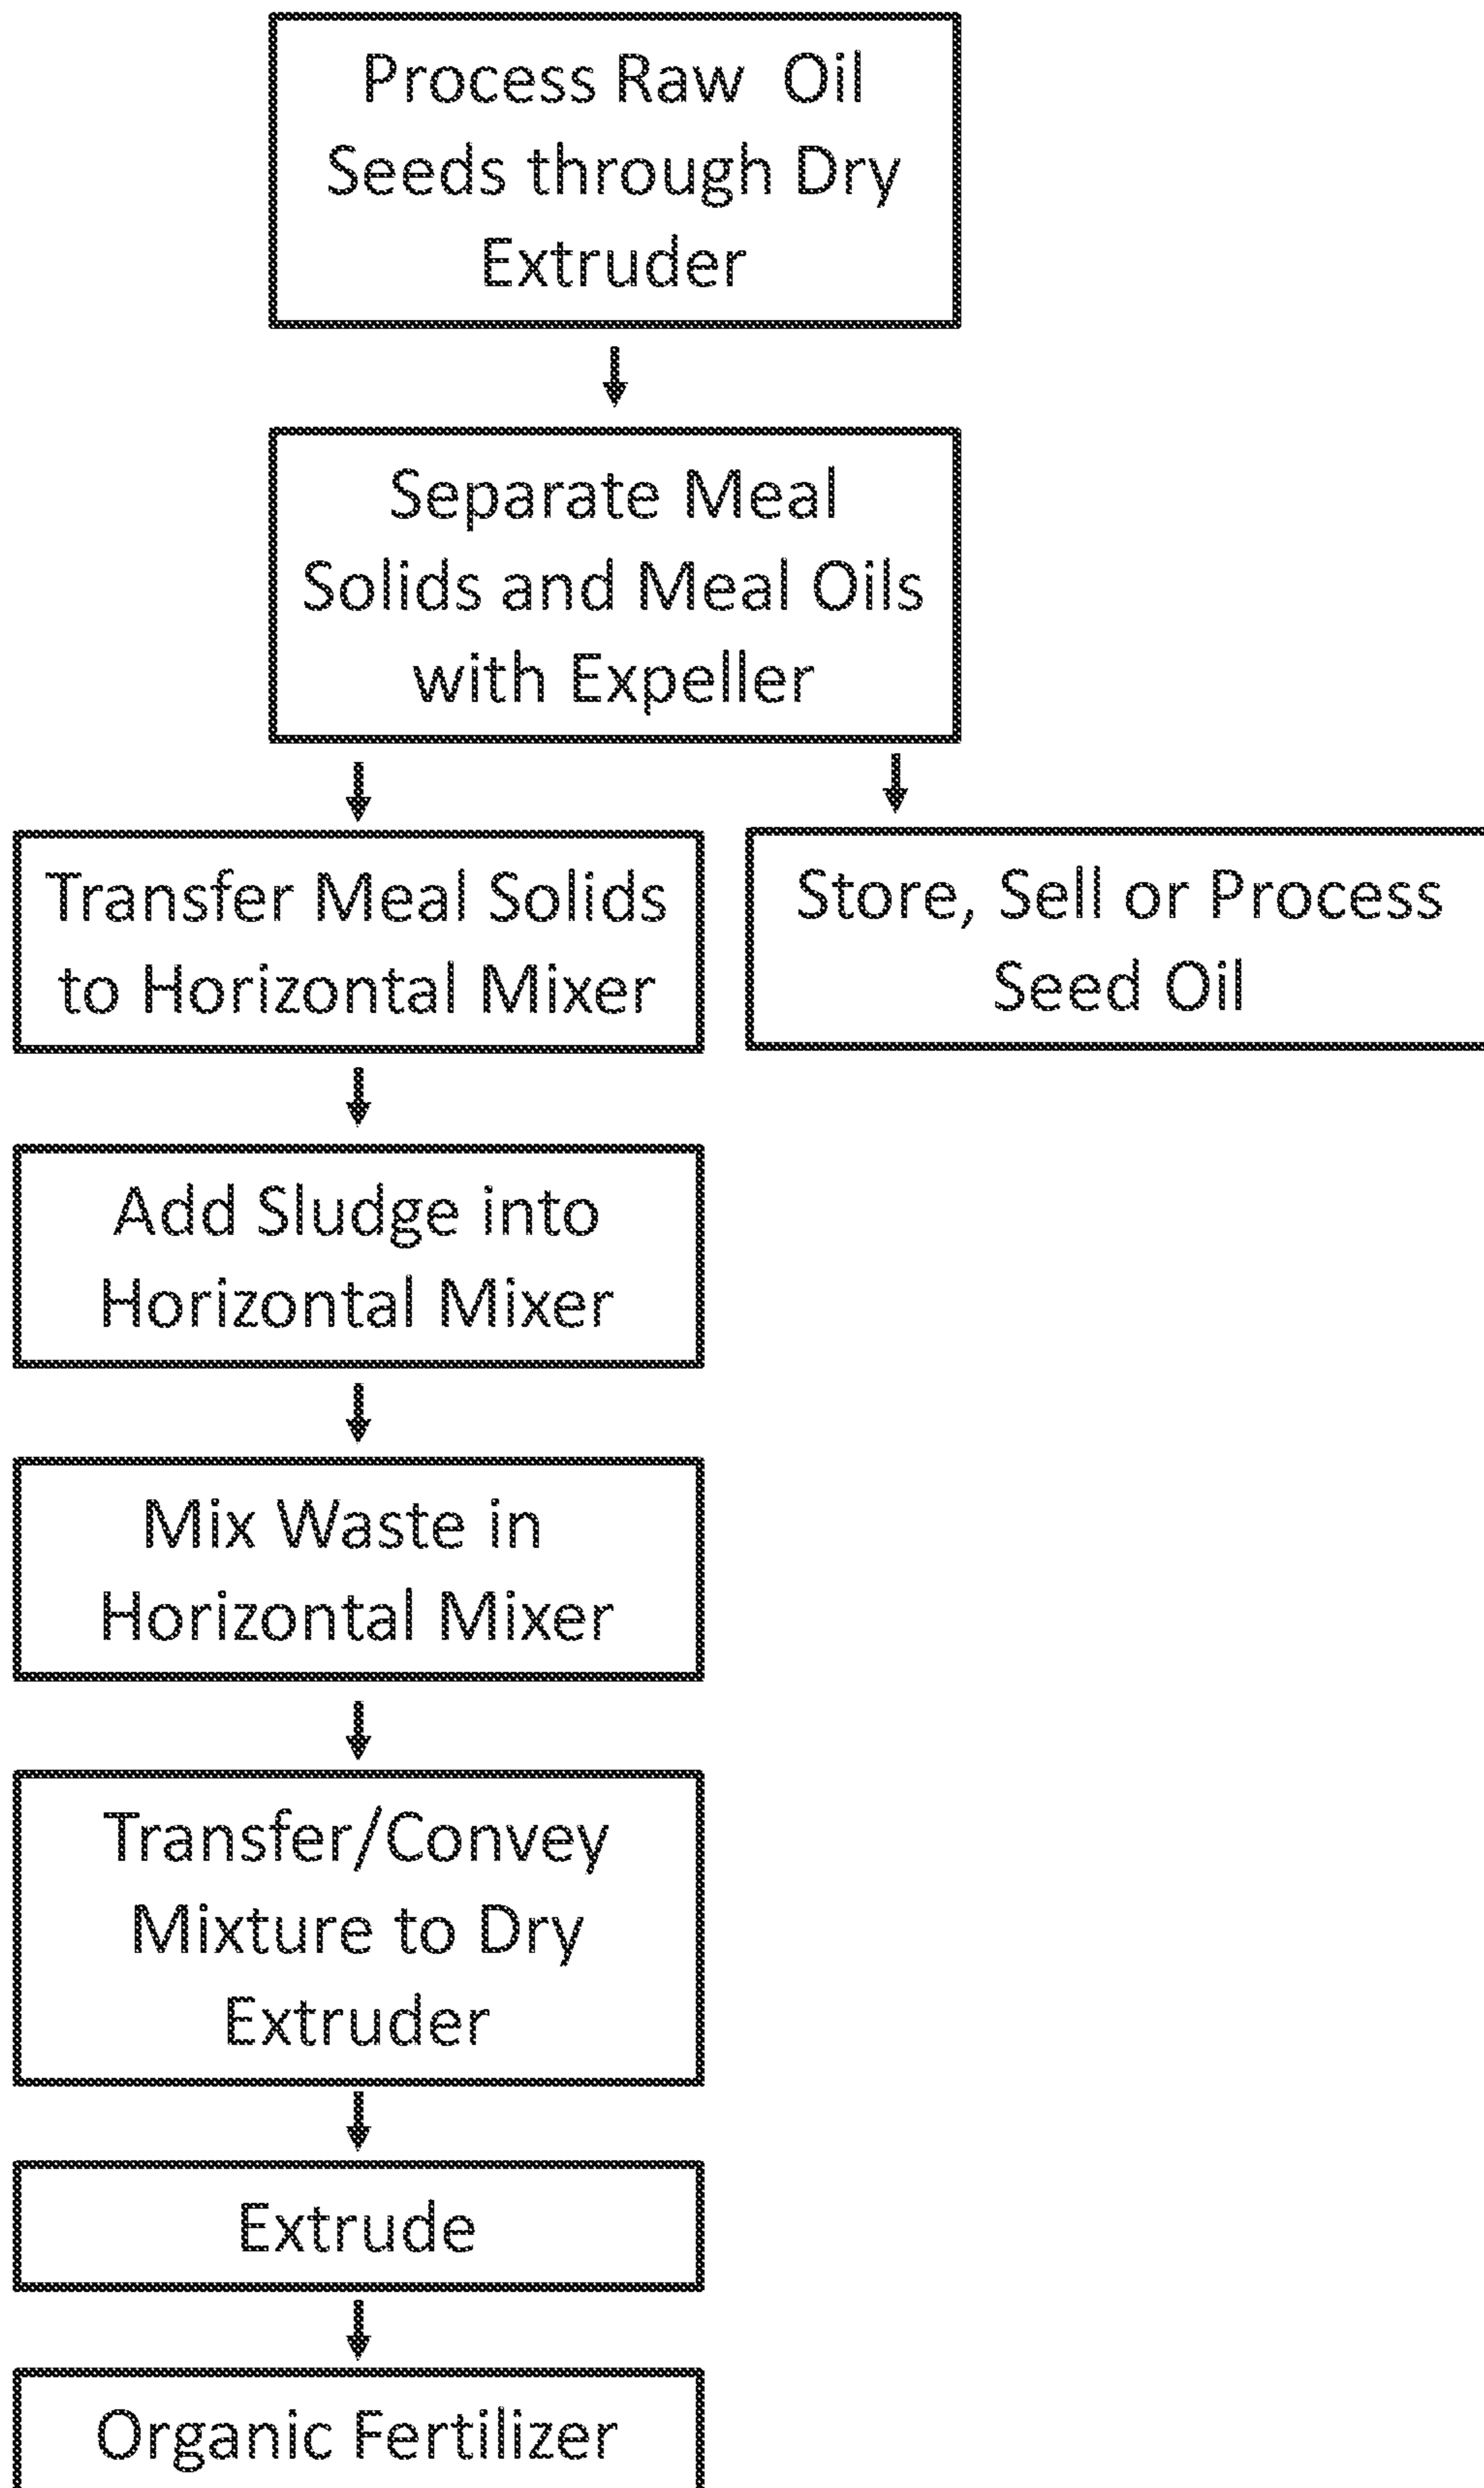 Process Raw Oil
Seeds through Dry
Extruder
Separate Meal
Solids and Meal Oils
with Expeller
Transfer Meal Solids
to Horizontal Mixer
Store, Sell or Process
Seed Oil
Add Sludge into
Horizontal Mixer
Mix Waste in
Horizontal Mixer
Transfer/Convey
Mixture to Dry
Extruder
Extrude
Organic Fertilizer